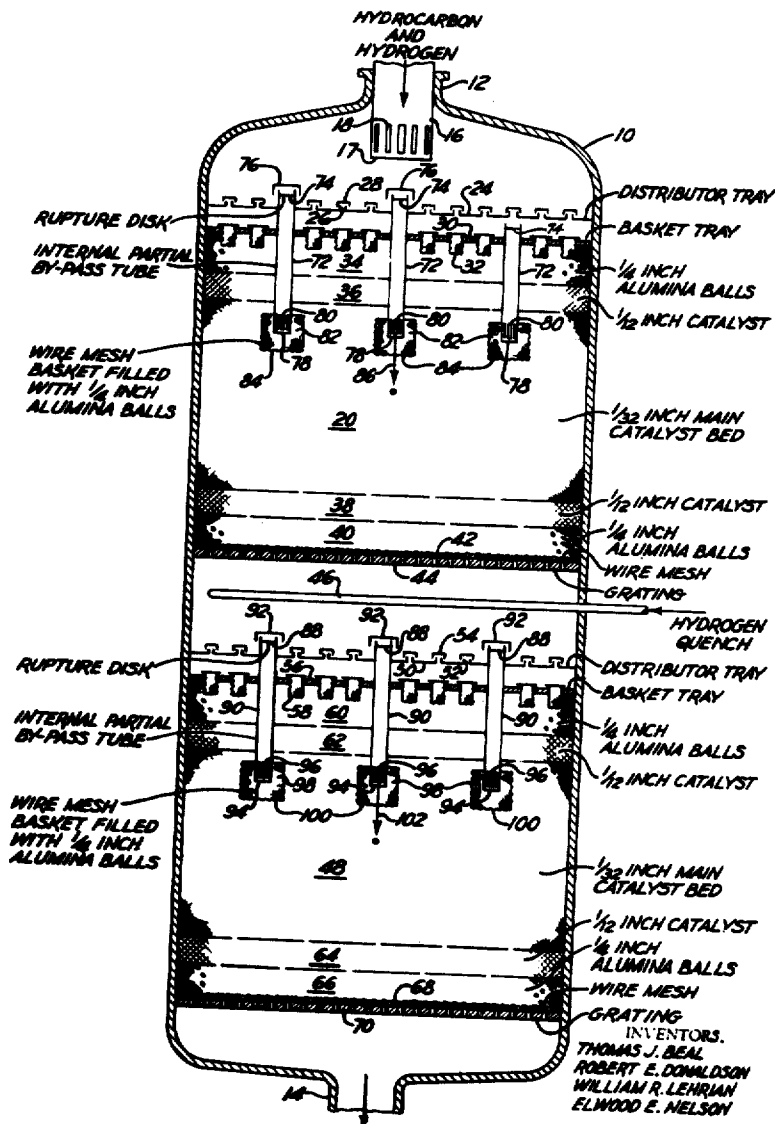 HYDROCARBON
AND
HYDROGEN
12
18
16
10
17
76
76
74
28
74
24
DISTRIBUTOR TRAY
RUPTURE DISK
26
30
74
BASKET TRAY
INTERNAL PARTIAL
BY-PASS TUBE
72
34
72
32
72
1/4 INCH
ALUMINA BALLS
36
80
80
80
1/12 INCH CATALYST
82
82
WIRE MESH
BASKET FILLED
WITH 1/4 INCH
ALUMINA BALLS
78
78
84
84
86
78
20
1/32 INCH MAIN
CATALYST BED
38
1/12 INCH CATALYST
40
1/4 INCH
ALUMINA BALLS
42
WIRE MESH
44
GRATING
46
HYDROGEN
QUENCH
92
92
92
88
88
54
88
RUPTURE DISK
56
50
52
DISTRIBUTOR TRAY
BASKET TRAY
INTERNAL PARTIAL
BY-PASS TUBE
90
58
60
90
90
1/4 INCH
ALUMINA BALLS
62
96
96
96
1/12 INCH CATALYST
WIRE MESH
BASKET FILLED
WITH 1/4 INCH
ALUMINA BALLS
94
98
94
98
94
100
102
100
48
1/32 INCH MAIN
CATALYST BED
1/12 INCH CATALYST
64
1/4 INCH
ALUMINA BALLS
66
68
WIRE MESH
70
GRATING
INVENTORS.
THOMAS J. BEAL
ROBERT E. DONALDSON
WILLIAM R. LEHRIAN
ELWOOD E. NELSON
14